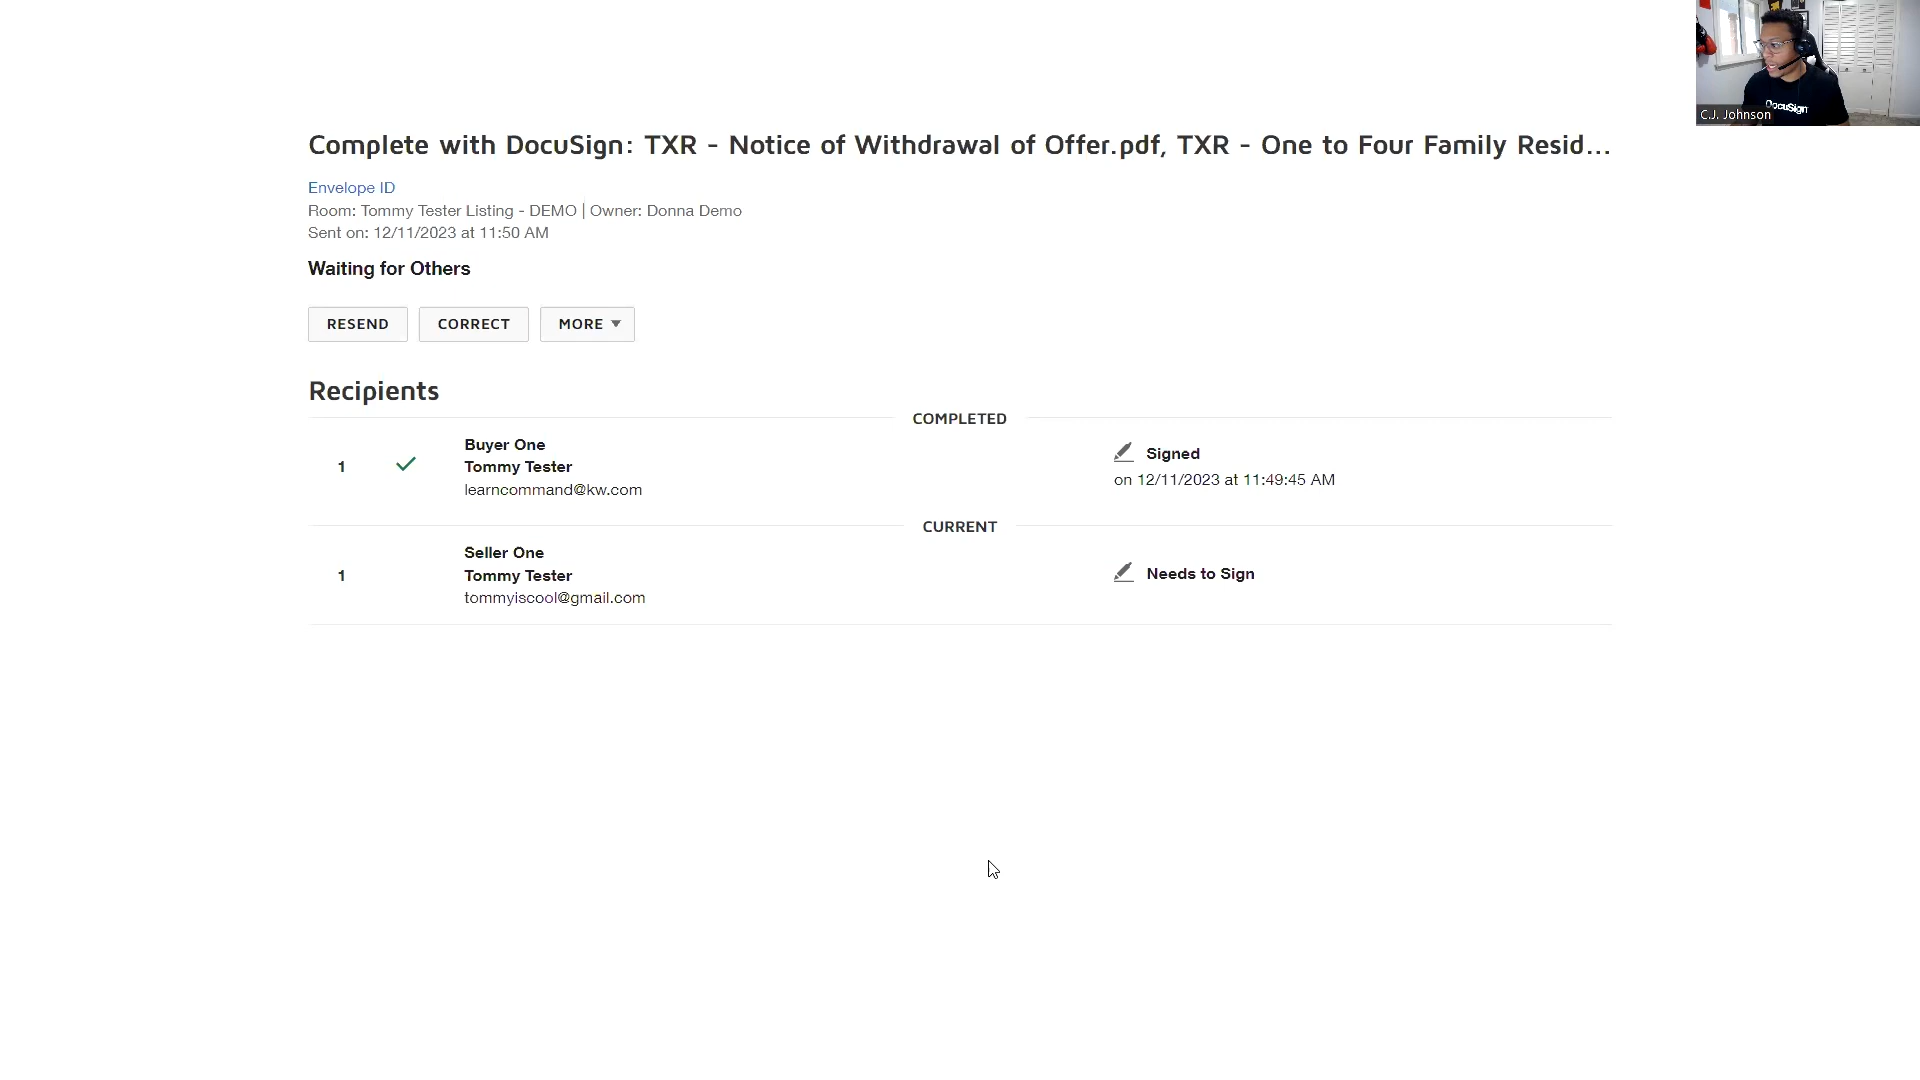 Complete with DocuSign: TXR - Notice of Withdrawal of Offer.pdf, TXR - One to Four Family Resid...
Envelope ID
Room: Tommy Tester Listing - DEMO | Owner: Donna Demo
Sent on: 12/11/2023 at 11:50 AM
Waiting for Others
RESEND
CORRECT
MORE
Recipients
COMPLETED
1
Buyer One
Tommy Tester
learncommand@kw.com
Signed
on 12/11/2023 at 11:49:45 AM
CURRENT
1
Seller One
Tommy Tester
tommyiscool@gmail.com
Needs to Sign
DocuSign
C.J. Johnson